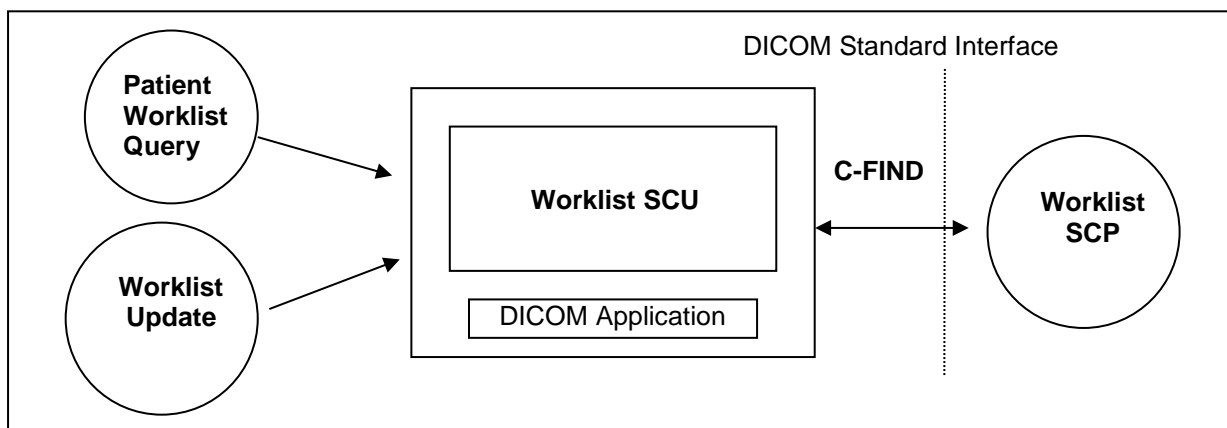 DICOM Standard Interface
Patient
Worklist
Query
Worklist
Update
Worklist SCU
DICOM Application
C-FIND
Worklist
SCP